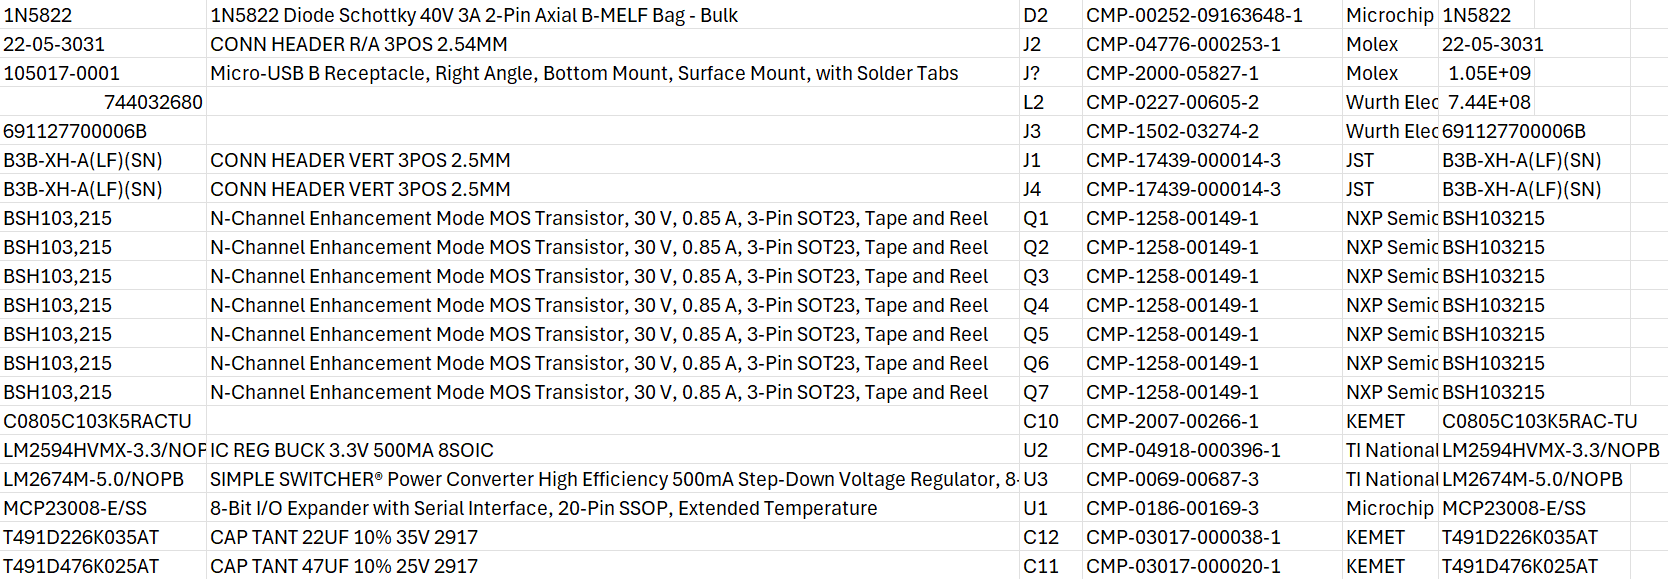 1N5822 1N5822 Diode Schottky 40V 3A 2-Pin Axial B-MELF Bag - Bulk D2 CMP-00252-09163648-1 Microchip 1N5822
22-05-3031 CONN HEADER R/A 3POS 2.54MM J2 CMP-04776-000253-1 Molex 22-05-3031
105017-0001 Micro-USB B Receptacle, Right Angle, Bottom Mount, Surface Mount, with Solder Tabs J? CMP-2000-05827-1 Molex 1.05E+09
744032680 L2 CMP-0227-00605-2 Wurth Elec 7.44E+08
691127700006B J3 CMP-1502-03274-2 Wurth Elec 691127700006B
B3B-XH-A(LF)(SN) CONN HEADER VERT 3POS 2.5MM J1 CMP-17439-000014-3 JST B3B-XH-A(LF)(SN)
B3B-XH-A(LF)(SN) CONN HEADER VERT 3POS 2.5MM J4 CMP-17439-000014-3 JST B3B-XH-A(LF)(SN)
BSH103,215 N-Channel Enhancement Mode MOS Transistor, 30 V, 0.85 A, 3-Pin SOT23, Tape and Reel Q1 CMP-1258-00149-1 NXP Semic BSH103215
BSH103,215 N-Channel Enhancement Mode MOS Transistor, 30 V, 0.85 A, 3-Pin SOT23, Tape and Reel Q2 CMP-1258-00149-1 NXP Semic BSH103215
BSH103,215 N-Channel Enhancement Mode MOS Transistor, 30 V, 0.85 A, 3-Pin SOT23, Tape and Reel Q3 CMP-1258-00149-1 NXP Semic BSH103215
BSH103,215 N-Channel Enhancement Mode MOS Transistor, 30 V, 0.85 A, 3-Pin SOT23, Tape and Reel Q4 CMP-1258-00149-1 NXP Semic BSH103215
BSH103,215 N-Channel Enhancement Mode MOS Transistor, 30 V, 0.85 A, 3-Pin SOT23, Tape and Reel Q5 CMP-1258-00149-1 NXP Semic BSH103215
BSH103,215 N-Channel Enhancement Mode MOS Transistor, 30 V, 0.85 A, 3-Pin SOT23, Tape and Reel Q6 CMP-1258-00149-1 NXP Semic BSH103215
BSH103,215 N-Channel Enhancement Mode MOS Transistor, 30 V, 0.85 A, 3-Pin SOT23, Tape and Reel Q7 CMP-1258-00149-1 NXP Semic BSH103215
C0805C103K5RACTU C10 CMP-2007-00266-1 KEMET C0805C103K5RAC-TU
LM2594HVMX-3.3/NOP IC REG BUCK 3.3V 500MA 8SOIC U2 CMP-04918-000396-1 TI National LM2594HVMX-3.3/NOPB
LM2674M-5.0/NOPB SIMPLE SWITCHER® Power Converter High Efficiency 500mA Step-Down Voltage Regulator, 8- U3 CMP-0069-00687-3 TI National LM2674M-5.0/NOPB
MCP23008-E/SS 8-Bit I/O Expander with Serial Interface, 20-Pin SSOP, Extended Temperature U1 CMP-0186-00169-3 Microchip MCP23008-E/SS
T491D226K035AT CAP TANT 22UF 10% 35V 2917 C12 CMP-03017-000038-1 KEMET T491D226K035AT
T491D476K025AT CAP TANT 47UF 10% 25V 2917 C11 CMP-03017-000020-1 KEMET T491D476K025AT